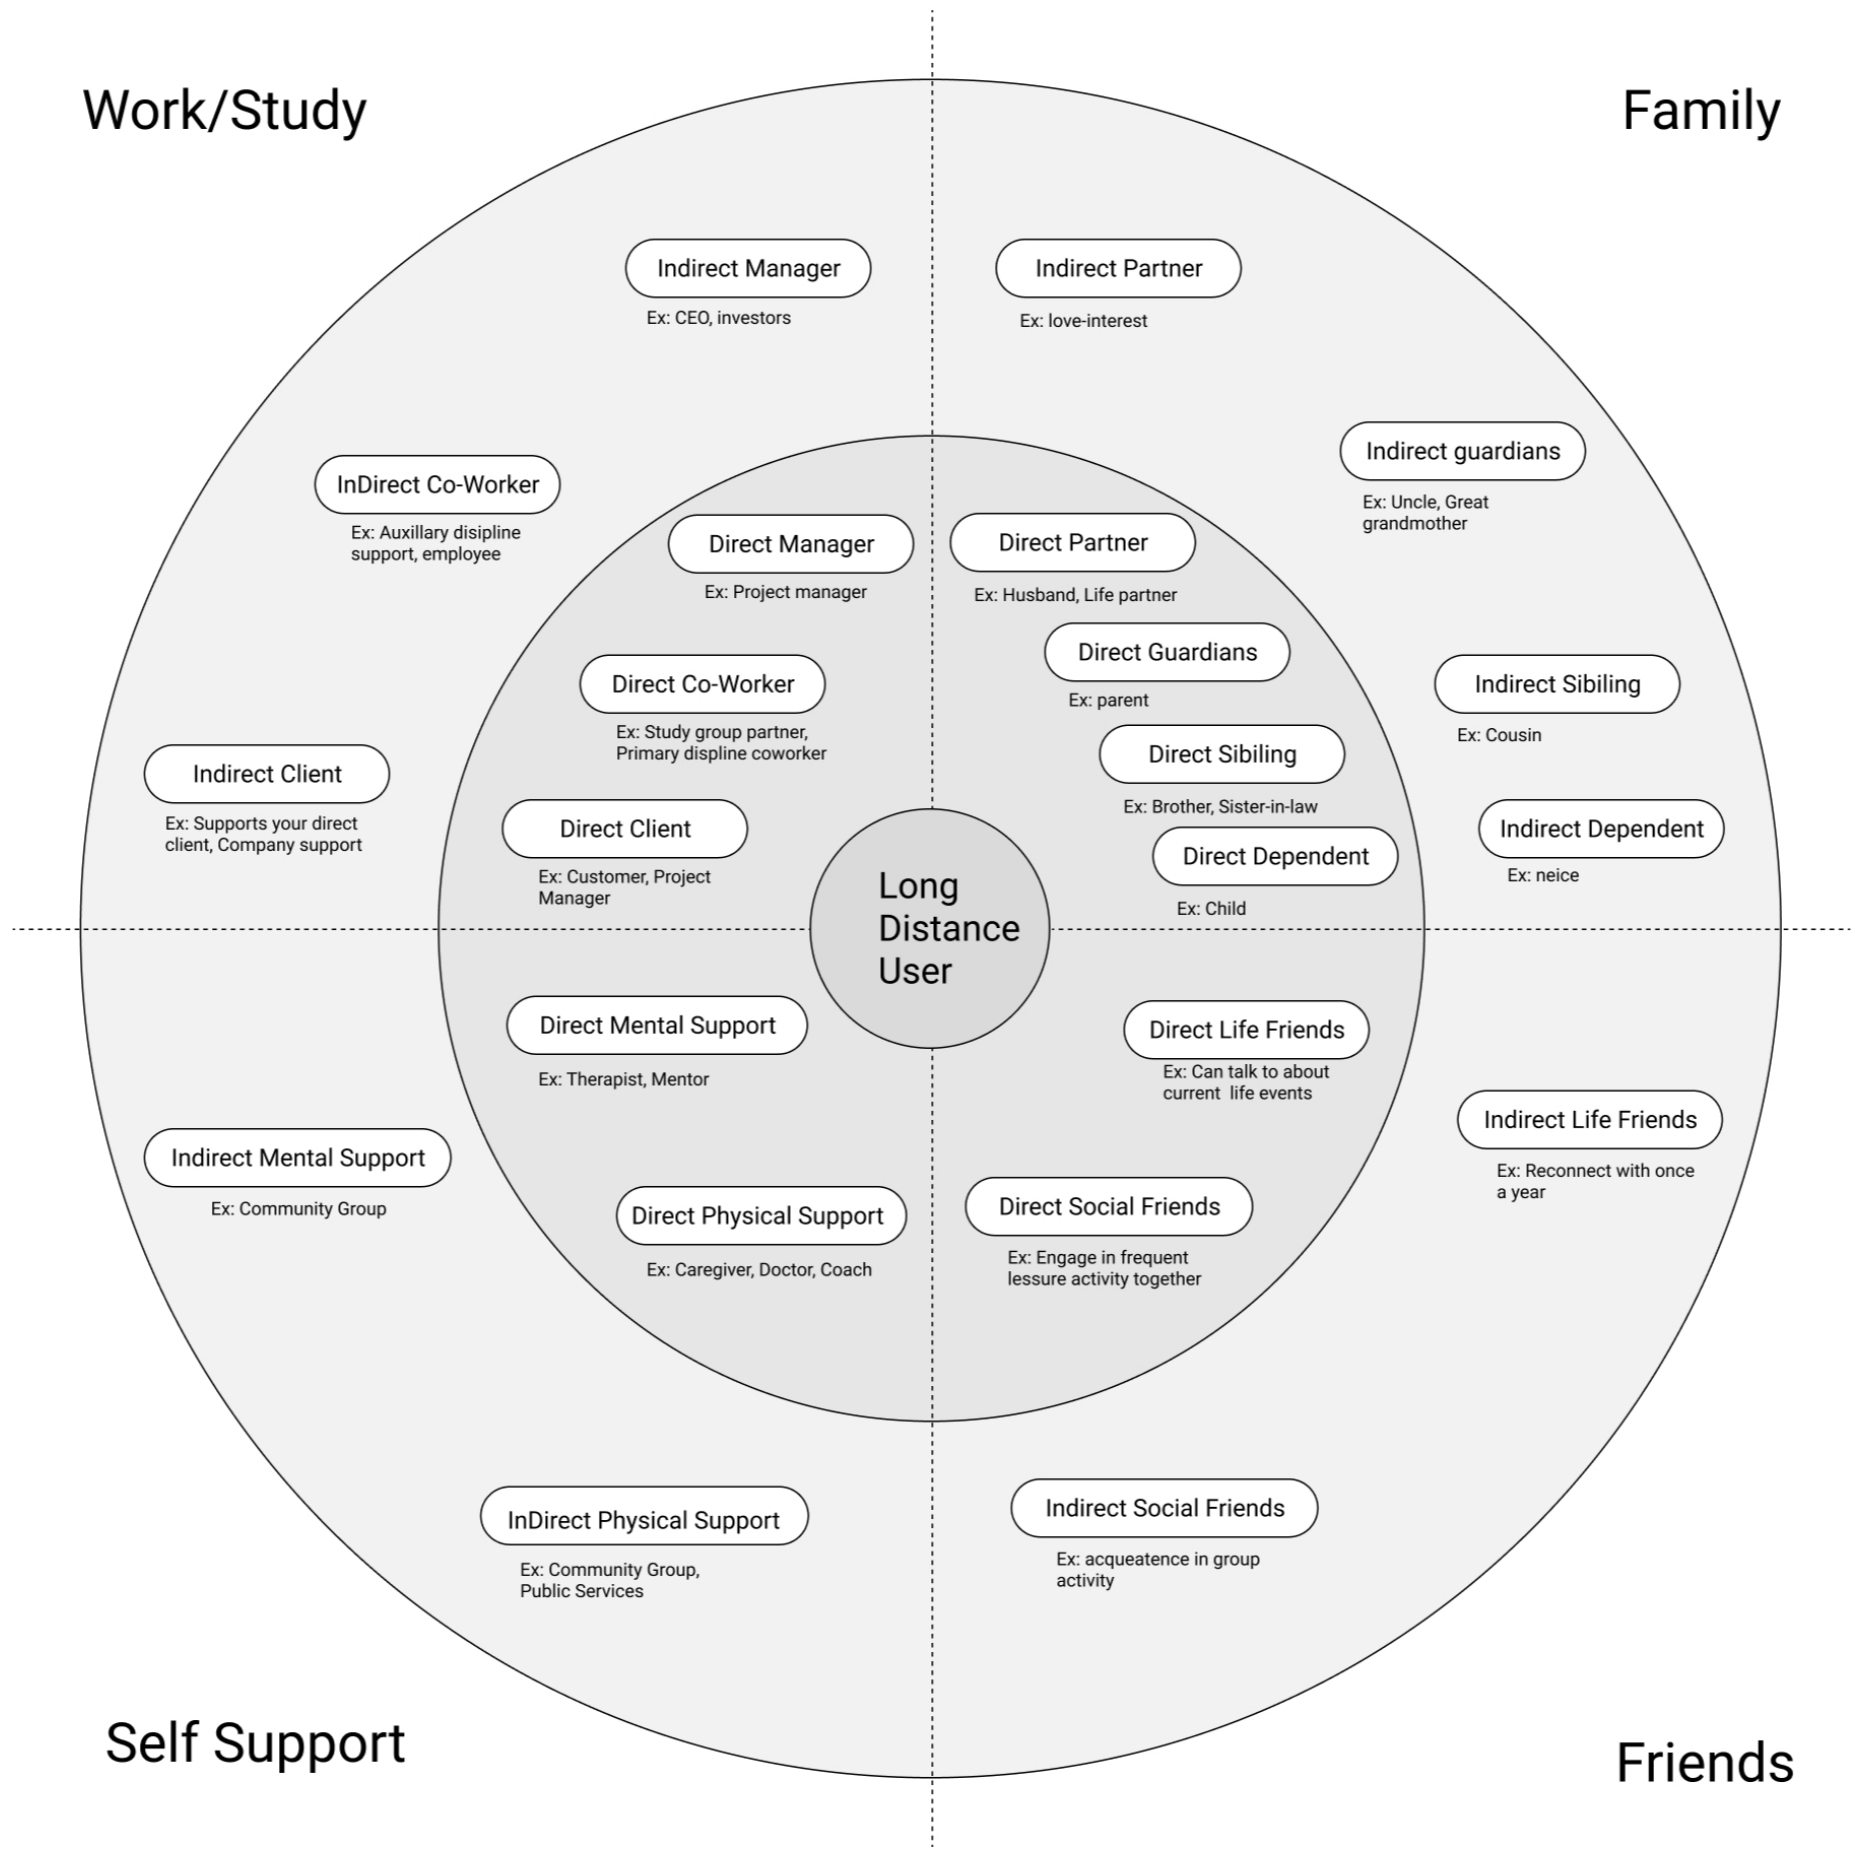 Work/Study
Family
Indirect Manager
Ex: CEO, investors
Indirect Partner
Ex: love-interest
InDirect Co-Worker
Ex: Auxillary disipline
support, employee
Indirect guardians
Ex: Uncle, Great
grandmother
Direct Manager
Ex: Project manager
Direct Partner
Ex: Husband, Life partner
Direct Co-Worker
Ex: Study group partner,
Primary displine coworker
Direct Guardians
Ex: parent
Indirect Sibiling
Ex: Cousin
Direct Sibiling
Ex: Brother, Sister-in-law
Indirect Client
Ex: Supports your direct
client, Company support
Direct Client
Ex: Customer, Project
Manager
Direct Dependent
Ex: Child
Indirect Dependent
Ex: neice
Long
Distance
User
Direct Mental Support
Ex: Therapist, Mentor
Direct Life Friends
Ex: Can talk to about
current  life events
Indirect Mental Support
Ex: Community Group
Indirect Life Friends
Ex: Reconnect with once
a year
Direct Physical Support
Ex: Caregiver, Doctor, Coach
Direct Social Friends
Ex: Engage in frequent
lessure activity together
InDirect Physical Support
Ex: Community Group,
Public Services
Indirect Social Friends
Ex: acqueatence in group
activity
Self Support
Friends